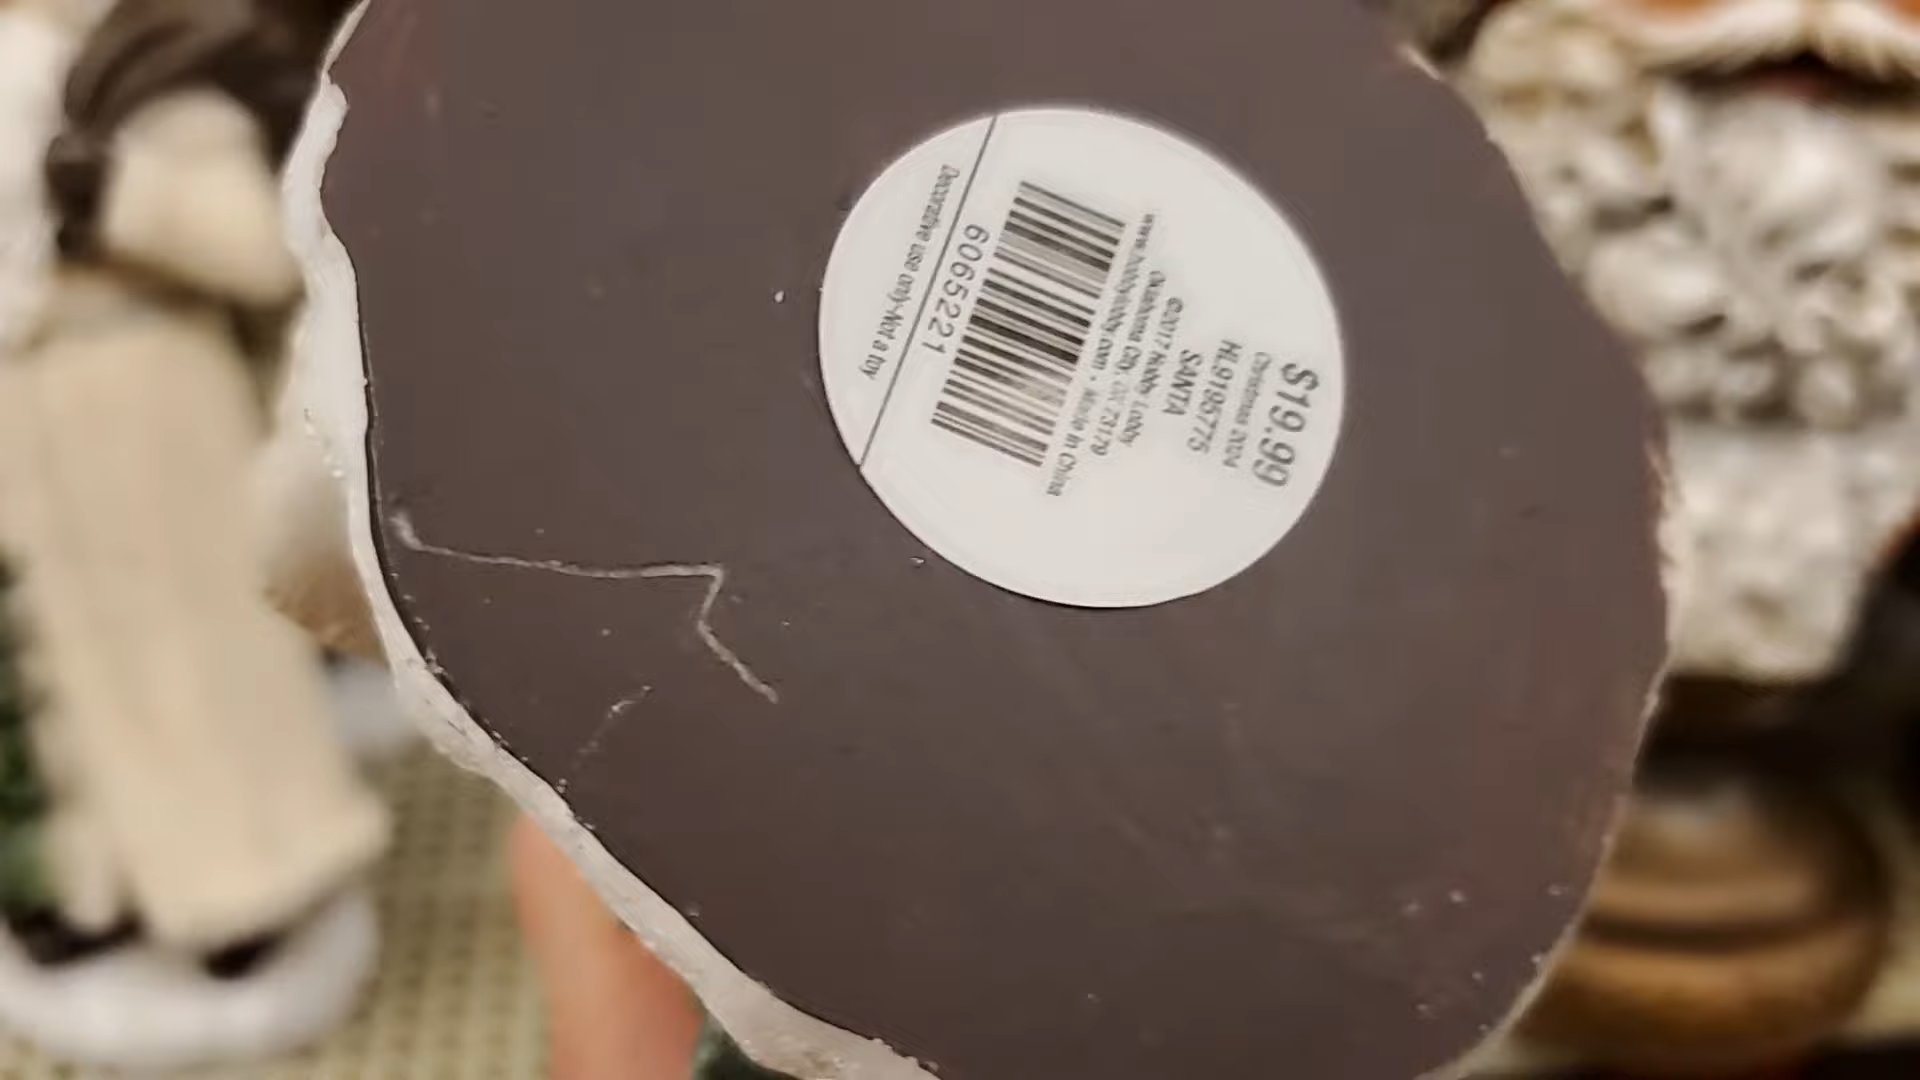 $19.99
Christmas 2024
HL9195775
SANTA
©2017 Hobby Lobby
Oklahoma City, OK 73179
www.hobbylobby.com • Made in China
6065221
Decorative use only-Not a toy